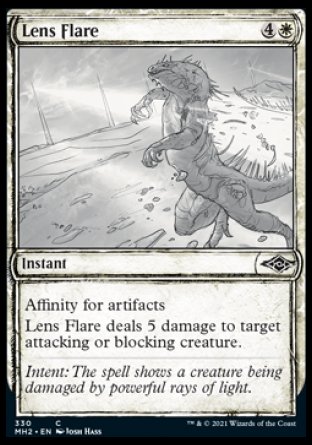 Lens Flare 4
Instant
Affinity for artifacts
Lens Flare deals 5 damage to target
attacking or blocking creature.
Intent: The spell shows a creature being
damaged by powerful rays of light.
330 C
MH2 • EN Josh Hass
™ & © 2021 Wizards of the Coast